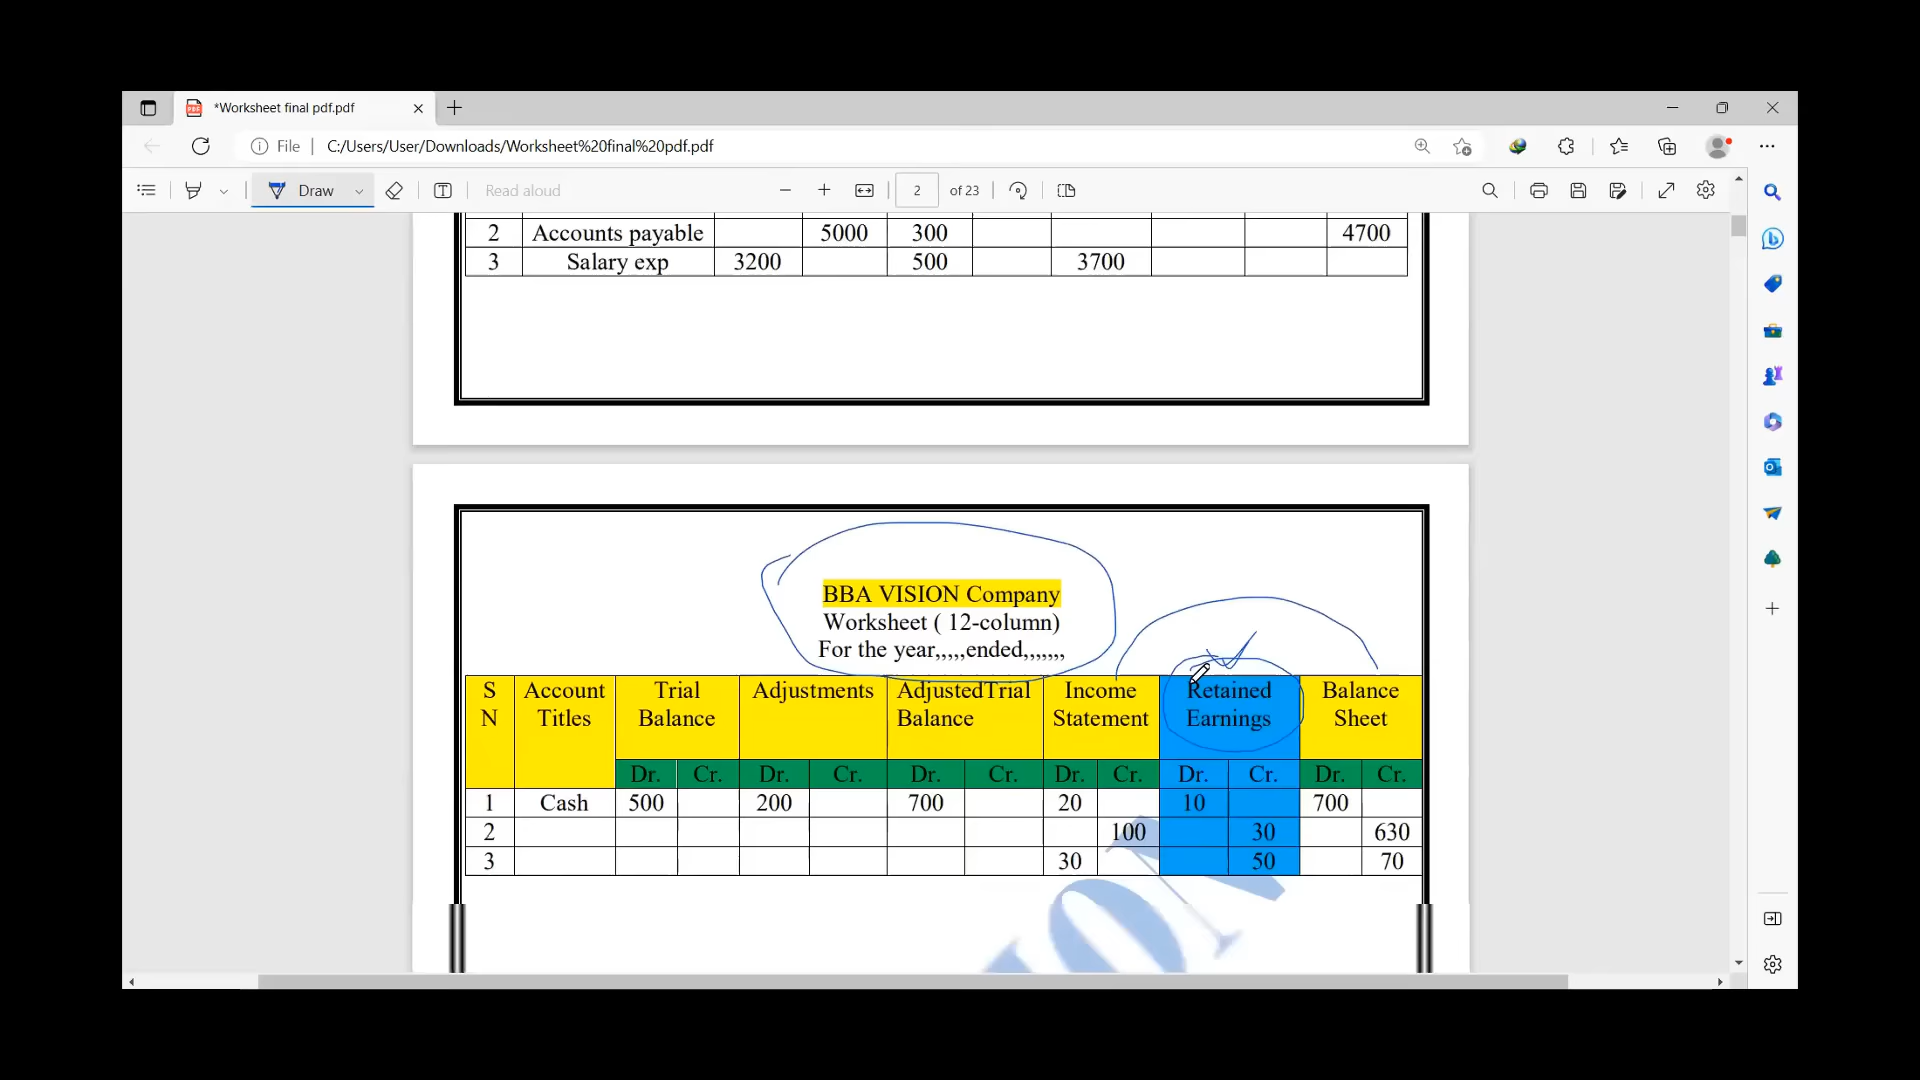 *Worksheet final pdf.pdf
File | C:/Users/User/Downloads/Worksheet%20final%20pdf.pdf
Draw Read aloud 2 of 23
2 Accounts payable 5000 300 4700
3 Salary exp 3200 500 3700
BBA VISION Company
Worksheet ( 12-column)
For the year,,,,,ended,,,,,,,
S Account Trial Adjustments AdjustedTrial Income Retained Balance
N Titles Balance Balance Statement Earnings Sheet
Dr. Cr. Dr. Cr. Dr. Cr. Dr. Cr. Dr. Cr. Dr. Cr.
1 Cash 500 200 700 20 10 700
2 100 30 630
3 30 50 70
ION